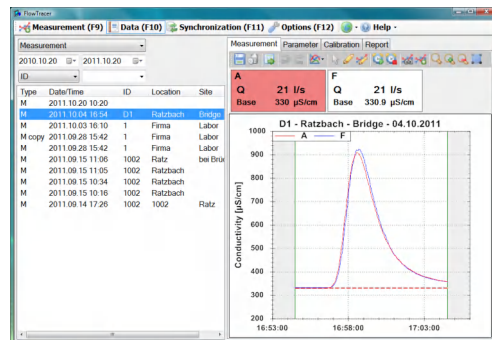 FlowTracer
Measurement (F9) Data (F10) Synchronization (F11) Options (F12) Help
Measurement
2010.10.20 2011.10.20
ID
Type Date/Time ID Location Site
M 2011.10.20 10:20
M 2011.10.04 16:54 D1 Ratzbach Bridge
M 2011.10.03 16:10 1 Firma Labor
M copy 2011.09.28 15:42 1 Firma Labor
M 2011.09.28 15:42 1 Firma Labor
M 2011.09.15 11:06 1002 Ratz bei Brü
M 2011.09.15 11:05 1002 Ratzbach
M 2011.09.15 10:34 1002 Ratzbach
M 2011.09.15 10:16 1002 Ratzbach
M 2011.09.14 17:26 1002 1002 Ratz
Measurement Parameter Calibration Report
A
Q 21 l/s
Base 330 µS/cm
F
Q 21 l/s
Base 330.9 µS/cm
D1 - Ratzbach - Bridge - 04.10.2011
A F
Conductivity [µS/cm]
1000
900
800
700
600
500
400
300
200
16:53:00 16:58:00 17:03:00